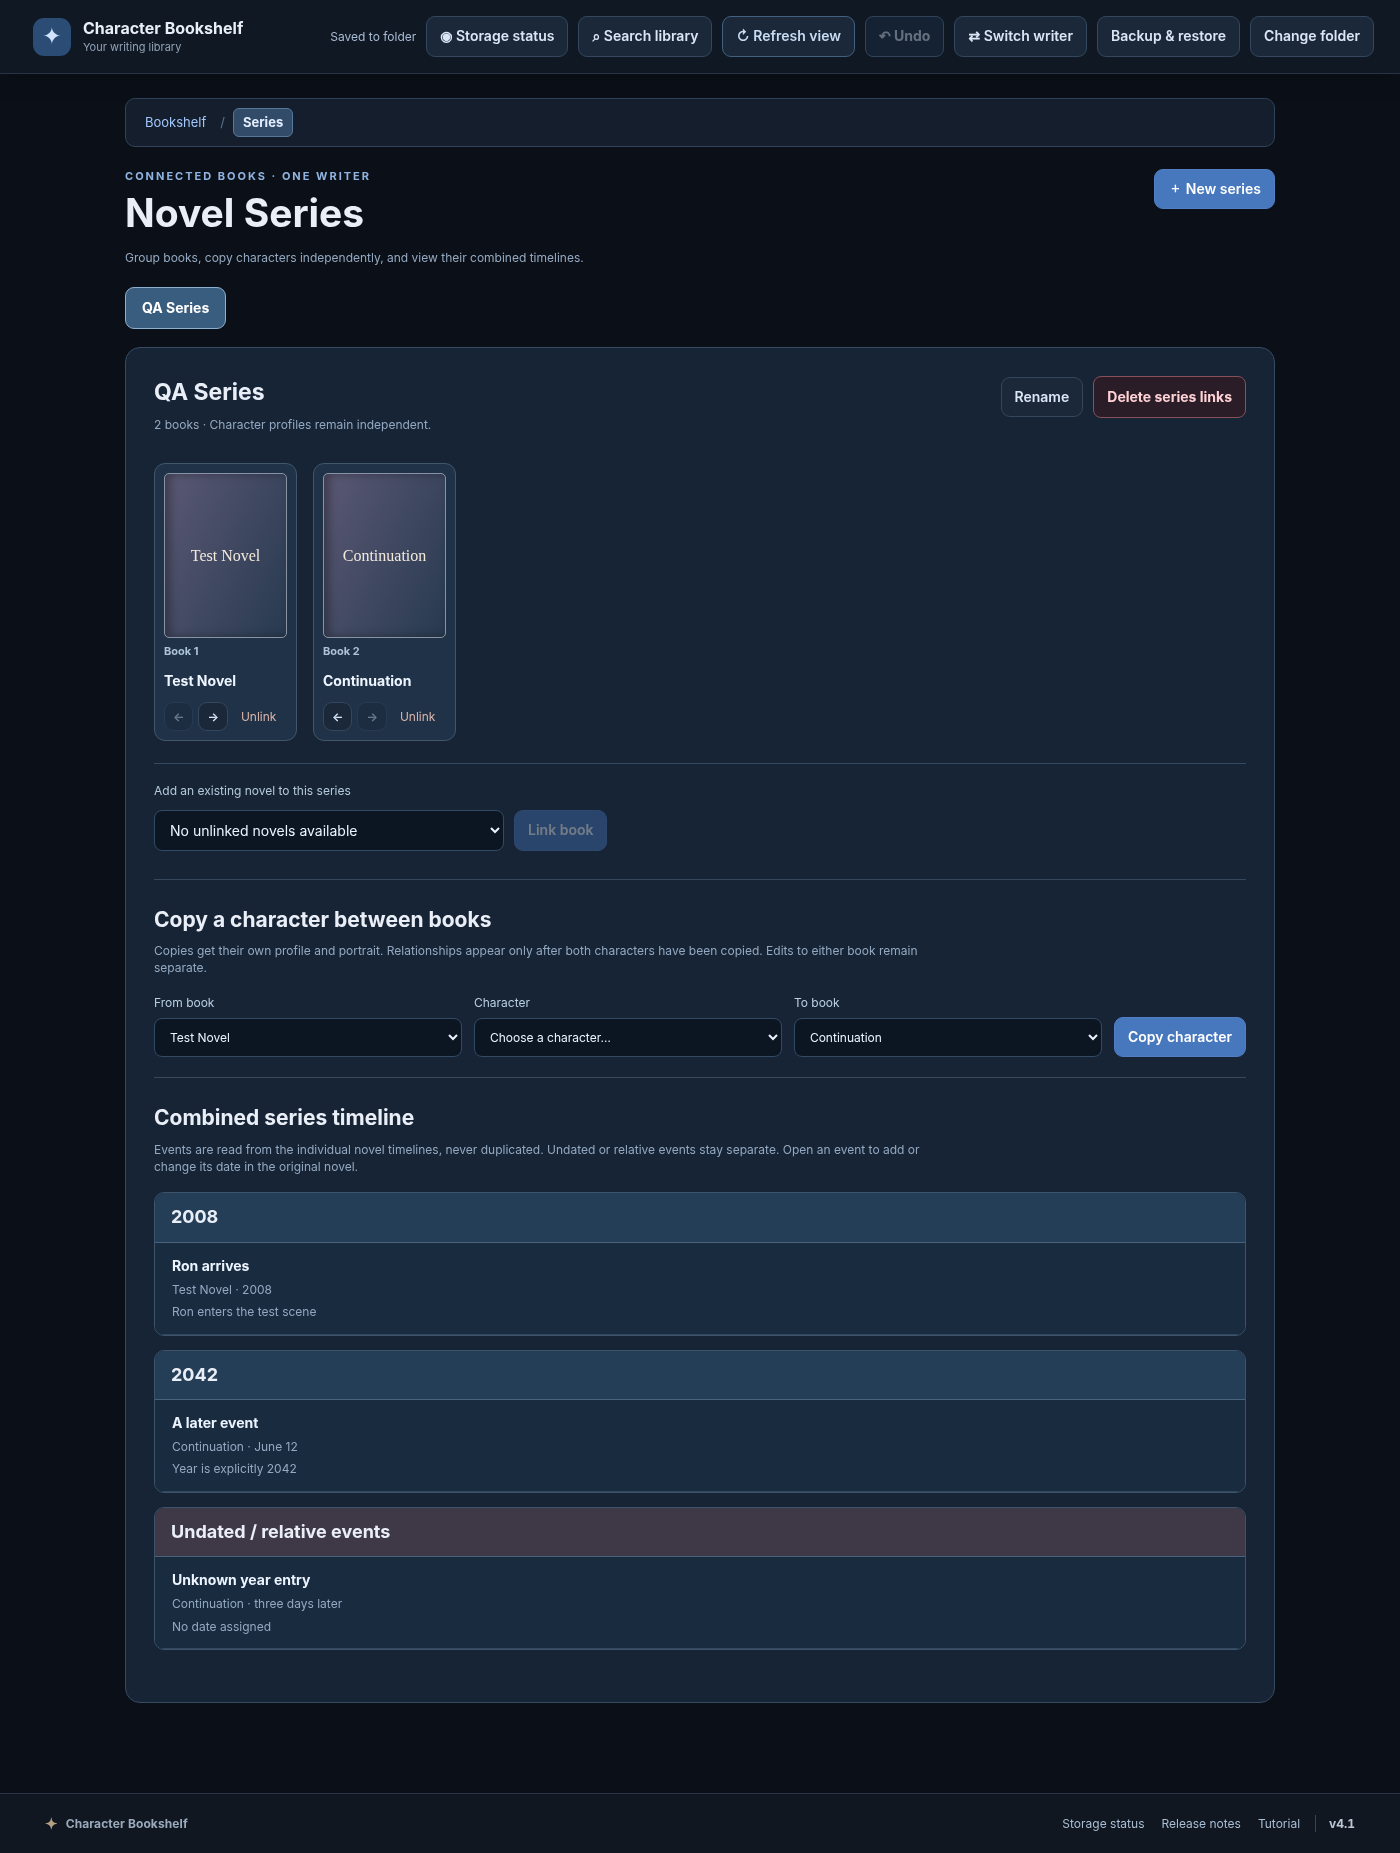 ✦ Character Bookshelf
Your writing library
Saved to folder
◉ Storage status
⌕ Search library
↻ Refresh view
↶ Undo
⇄ Switch writer
Backup & restore
Change folder
Bookshelf / Series
CONNECTED BOOKS · ONE WRITER
Novel Series
+ New series
Group books, copy characters independently, and view their combined timelines.
QA Series
QA Series
Rename
Delete series links
2 books · Character profiles remain independent.
Test Novel
Book 1
Test Novel
← → Unlink
Continuation
Book 2
Continuation
← → Unlink
Add an existing novel to this series
No unlinked novels available
Link book
Copy a character between books
Copies get their own profile and portrait. Relationships appear only after both characters have been copied. Edits to either book remain
separate.
From book
Test Novel
Character
Choose a character...
To book
Continuation
Copy character
Combined series timeline
Events are read from the individual novel timelines, never duplicated. Undated or relative events stay separate. Open an event to add or
change its date in the original novel.
2008
Ron arrives
Test Novel · 2008
Ron enters the test scene
2042
A later event
Continuation · June 12
Year is explicitly 2042
Undated / relative events
Unknown year entry
Continuation · three days later
No date assigned
✦ Character Bookshelf
Storage status
Release notes
Tutorial
v4.1